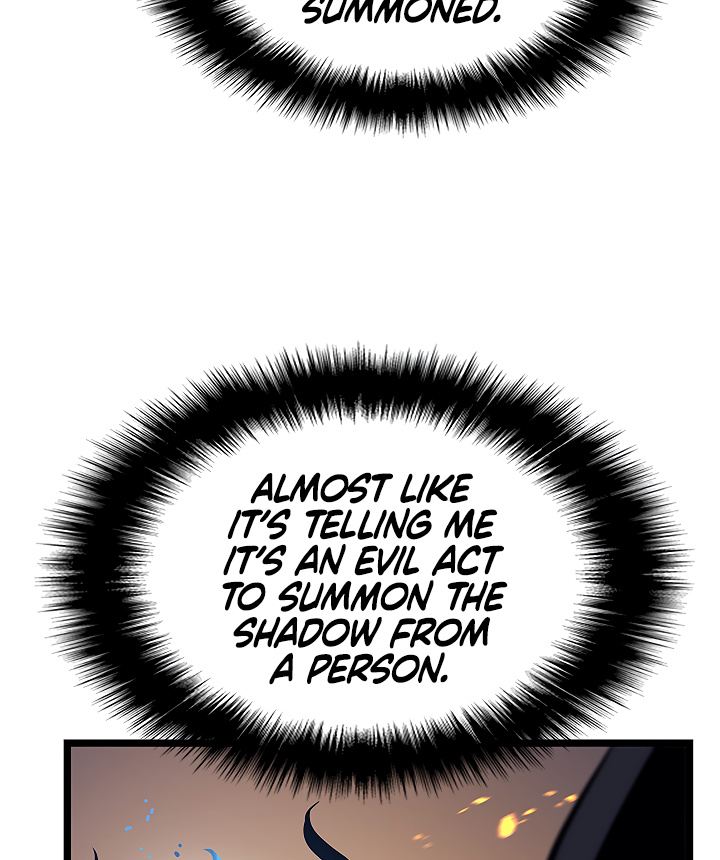 SUMMONED.
ALMOST LIKE
IT'S TELLING ME
IT'S AN EVIL ACT
TO SUMMON THE
SHADOW FROM
A PERSON.